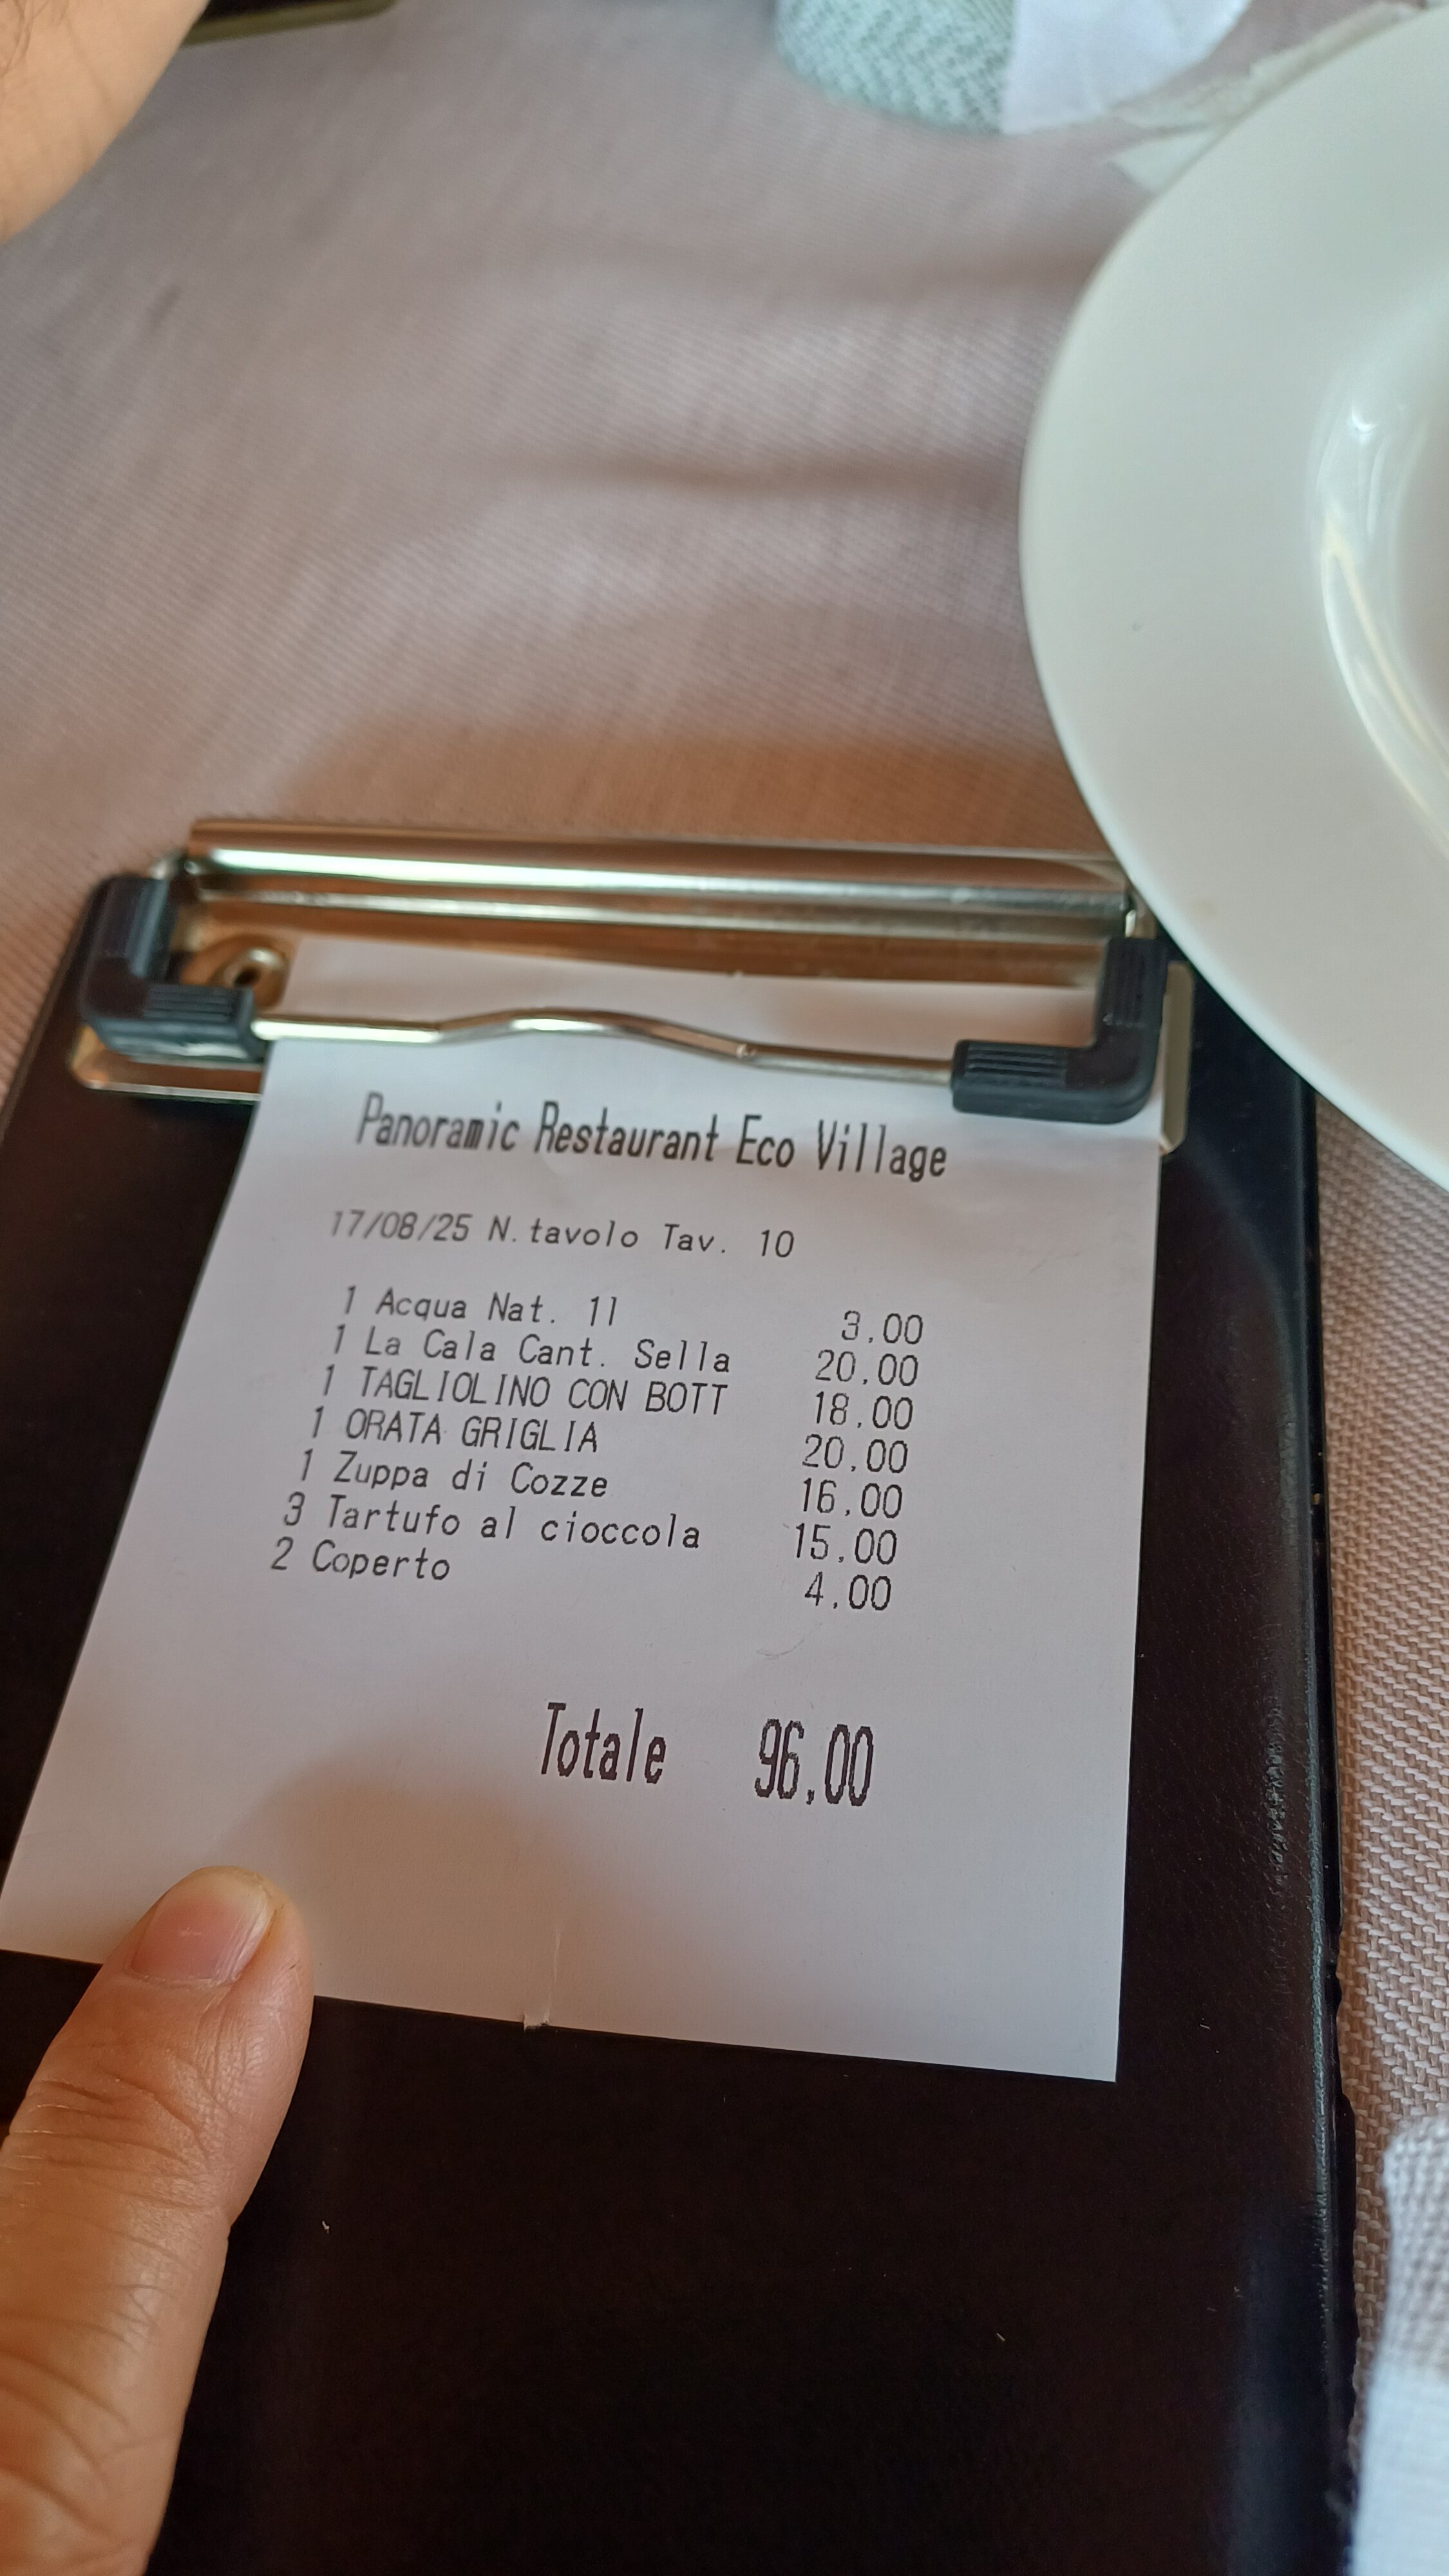 Panoramic Restaurant Eco Village
17/08/25 N.tavolo Tav. 10
1 Acqua Nat. 1l 3,00
1 La Cala Cant. Sella 20,00
1 TAGLIOLINO CON BOTT 18,00
1 ORATA GRIGLIA 20,00
1 Zuppa di Cozze 16,00
3 Tartufo al cioccola 15,00
2 Coperto 4,00
Totale 96,00